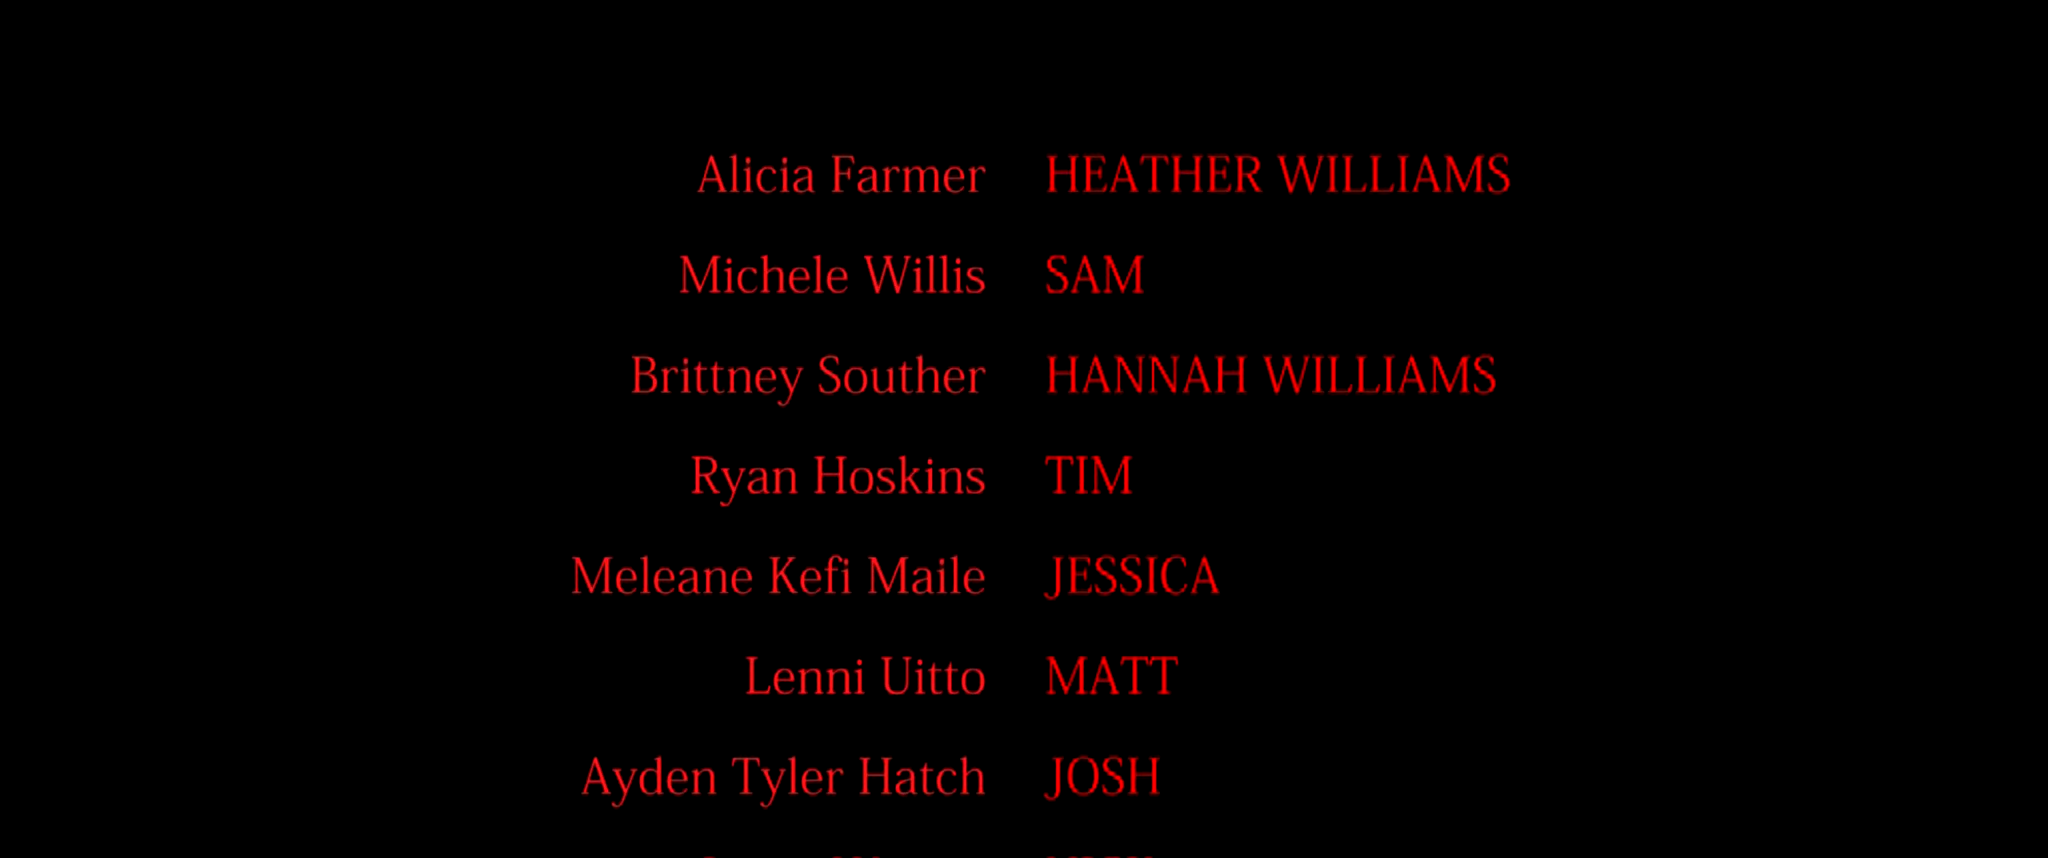 Alicia Farmer HEATHER WILLIAMS
Michele Willis SAM
Brittney Souther HANNAH WILLIAMS
Ryan Hoskins TIM
Meleane Kefi Maile JESSICA
Lenni Uitto MATT
Ayden Tyler Hatch JOSH